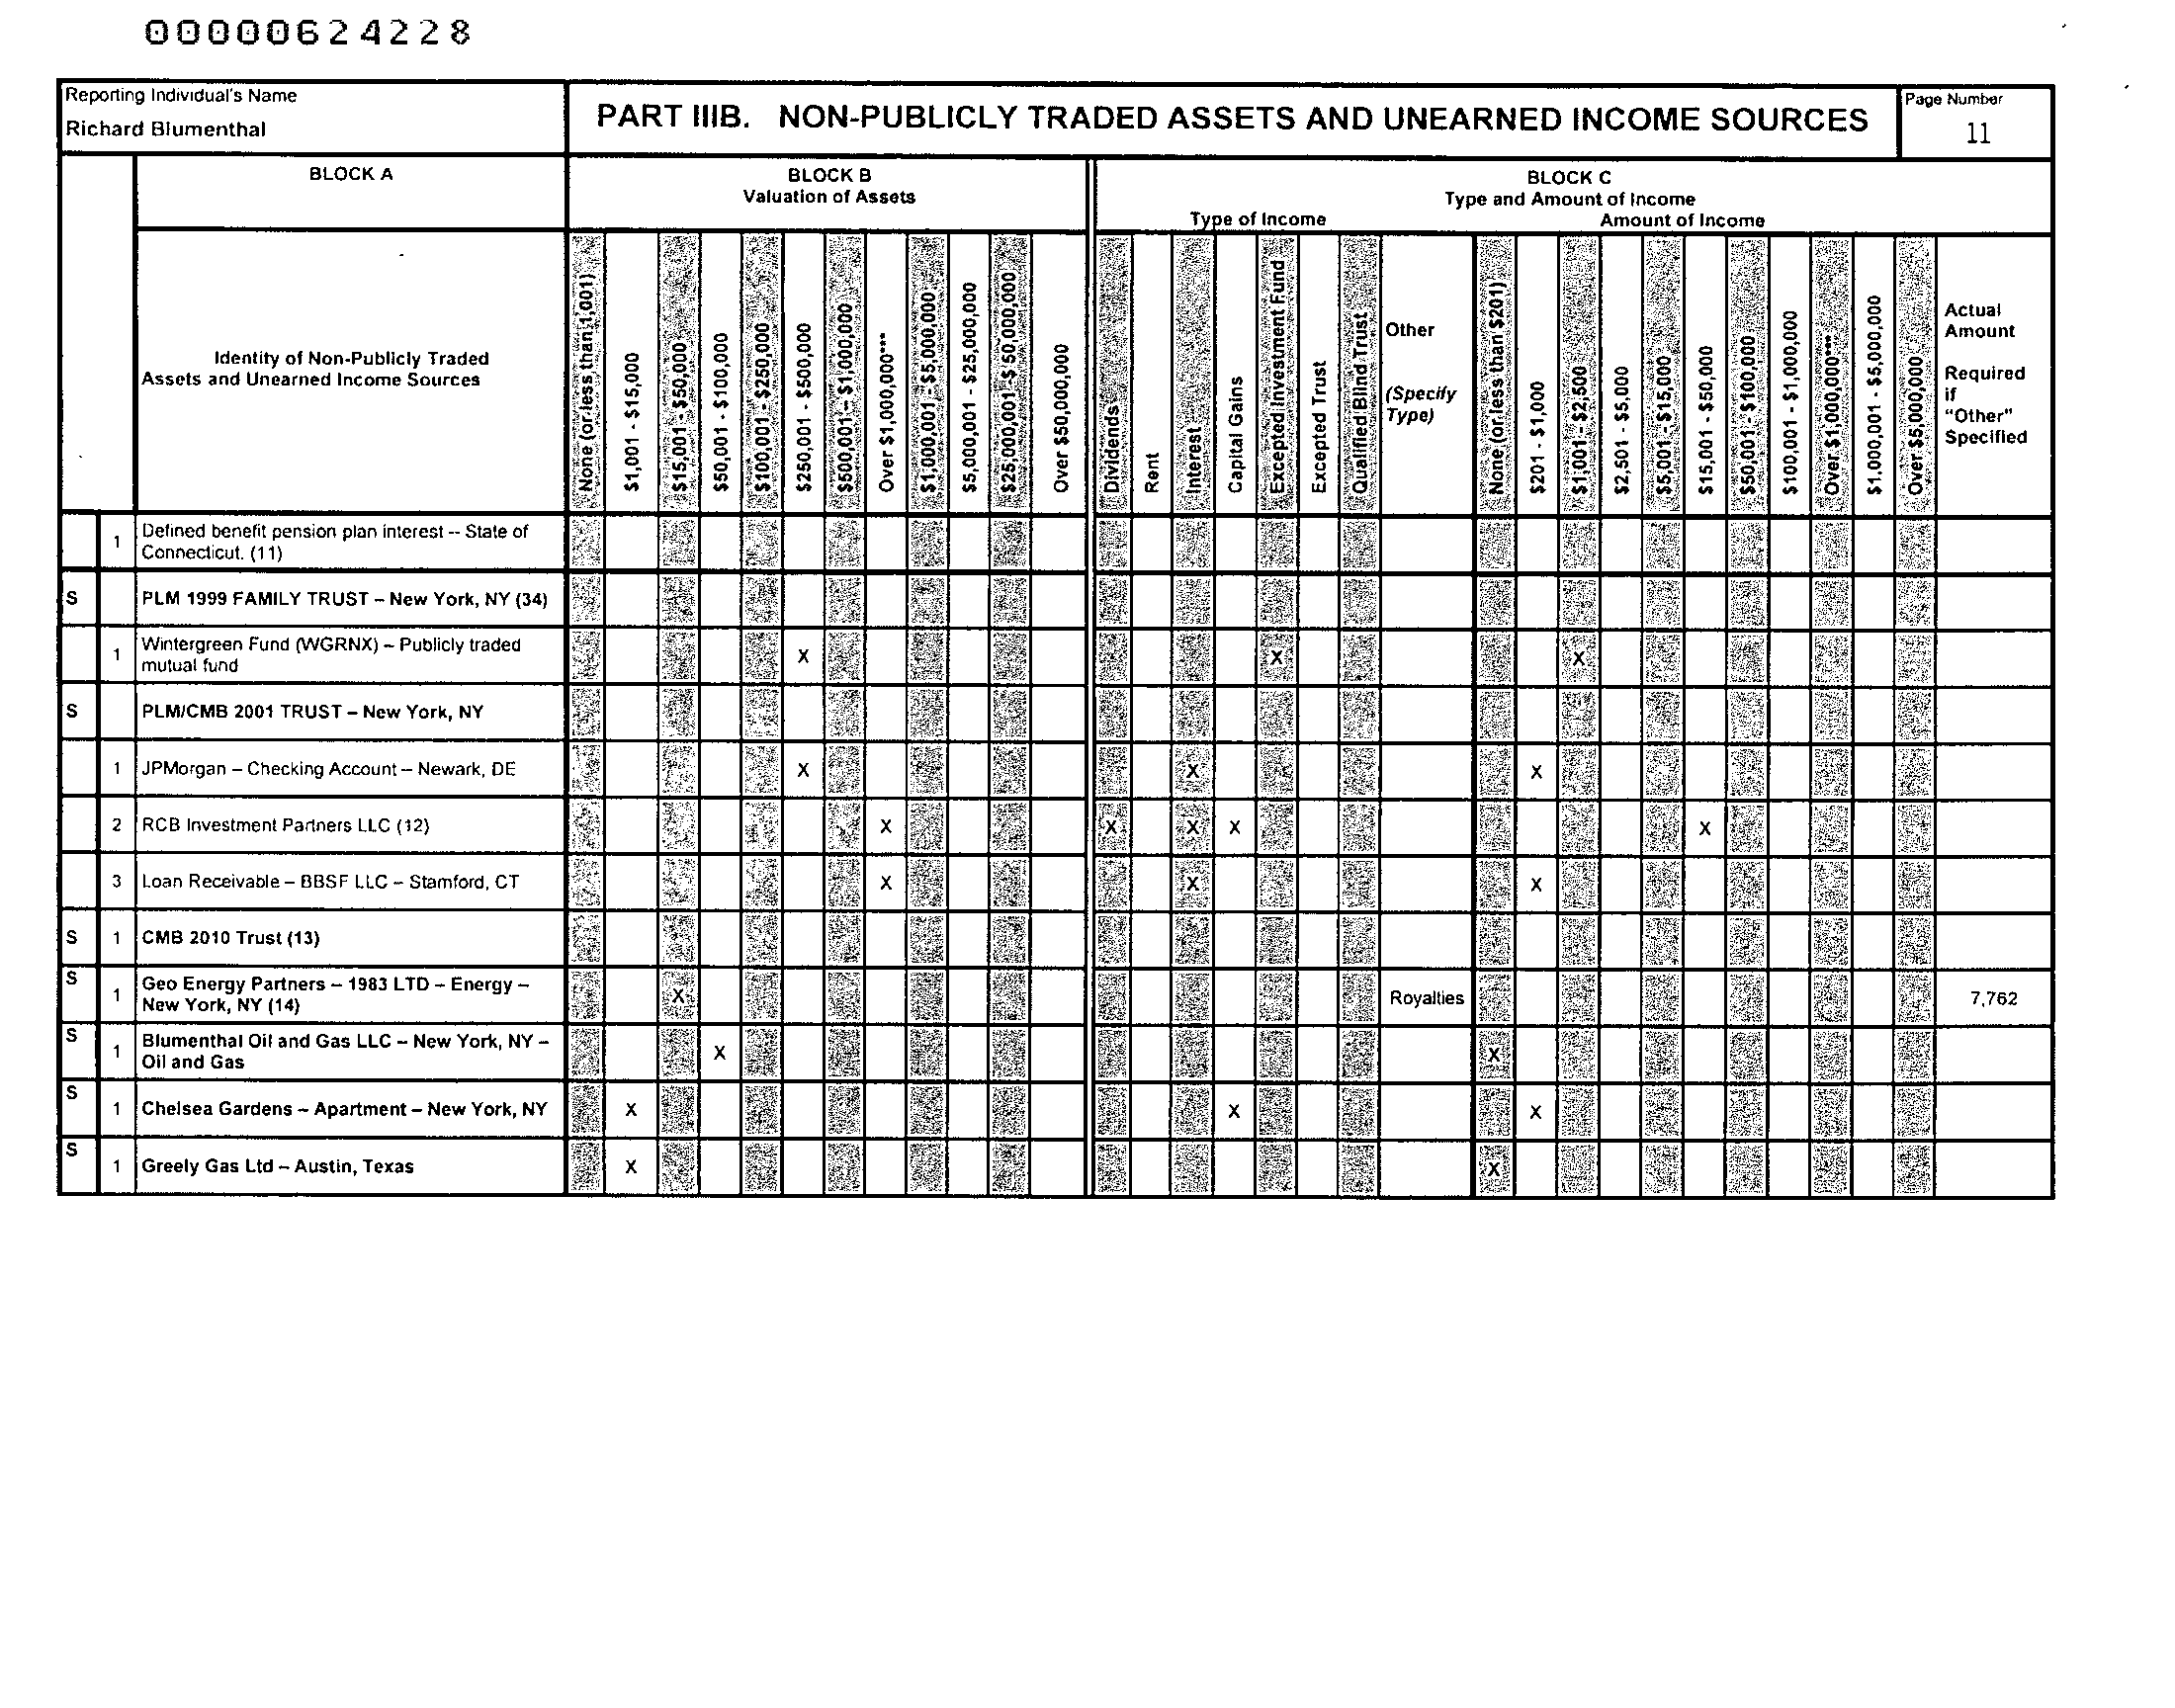 00000624228
Reporting Individual's Name
Richard Blumenthal
PART IIIB. NON-PUBLICLY TRADED ASSETS AND UNEARNED INCOME SOURCES
Page Number
11
BLOCK A
BLOCK B
Valuation of Assets
BLOCK C
Type and Amount of Income
Type of Income
Amount of Income
Identity of Non-Publicly Traded
Assets and Unearned Income Sources
None (or less than 1,001)
$1,001 - $15,000
$15,001 - $50,000
$50,001 - $100,000
$100,001 - $250,000
$250,001 - $500,000
$500,001 - $1,000,000
Over $1,000,000***
$1,000,001 - $5,000,000
$5,000,001 - $25,000,000
$25,000,001 - $50,000,000
Over $50,000,000
Dividends
Rent
Interest
Capital Gains
Excepted Investment Fund
Excepted Trust
Qualified Blind Trust
Other
(Specify
Type)
None (or less than $201)
$201 - $1,000
$1,001 - $2,500
$2,501 - $5,000
$5,001 - $15,000
$15,001 - $50,000
$50,001 - $100,000
$100,001 - $1,000,000
Over $1,000,000***
$1,000,001 - $5,000,000
Over $5,000,000
Actual
Amount
Required
if
"Other"
Specified
1 Defined benefit pension plan interest -- State of
Connecticut. (11)
S PLM 1999 FAMILY TRUST – New York, NY (34)
1 Wintergreen Fund (WGRNX) – Publicly traded
mutual fund X X X
S PLM/CMB 2001 TRUST – New York, NY
1 JPMorgan – Checking Account – Newark, DE X X X
2 RCB Investment Partners LLC (12) X X X X X
3 Loan Receivable – BBSF LLC – Stamford, CT X X X
S 1 CMB 2010 Trust (13)
S 1 Geo Energy Partners – 1983 LTD – Energy –
New York, NY (14) X Royalties 7,762
S 1 Blumenthal Oil and Gas LLC – New York, NY –
Oil and Gas X X
S 1 Chelsea Gardens – Apartment – New York, NY X X X
S 1 Greely Gas Ltd – Austin, Texas X X